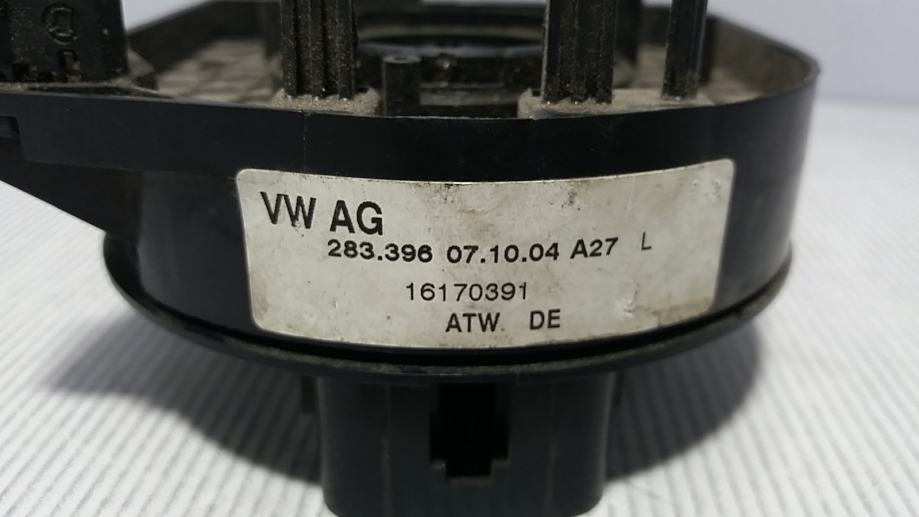 VW AG
283.396 07.10.04 A27 L
16170391
ATW DE